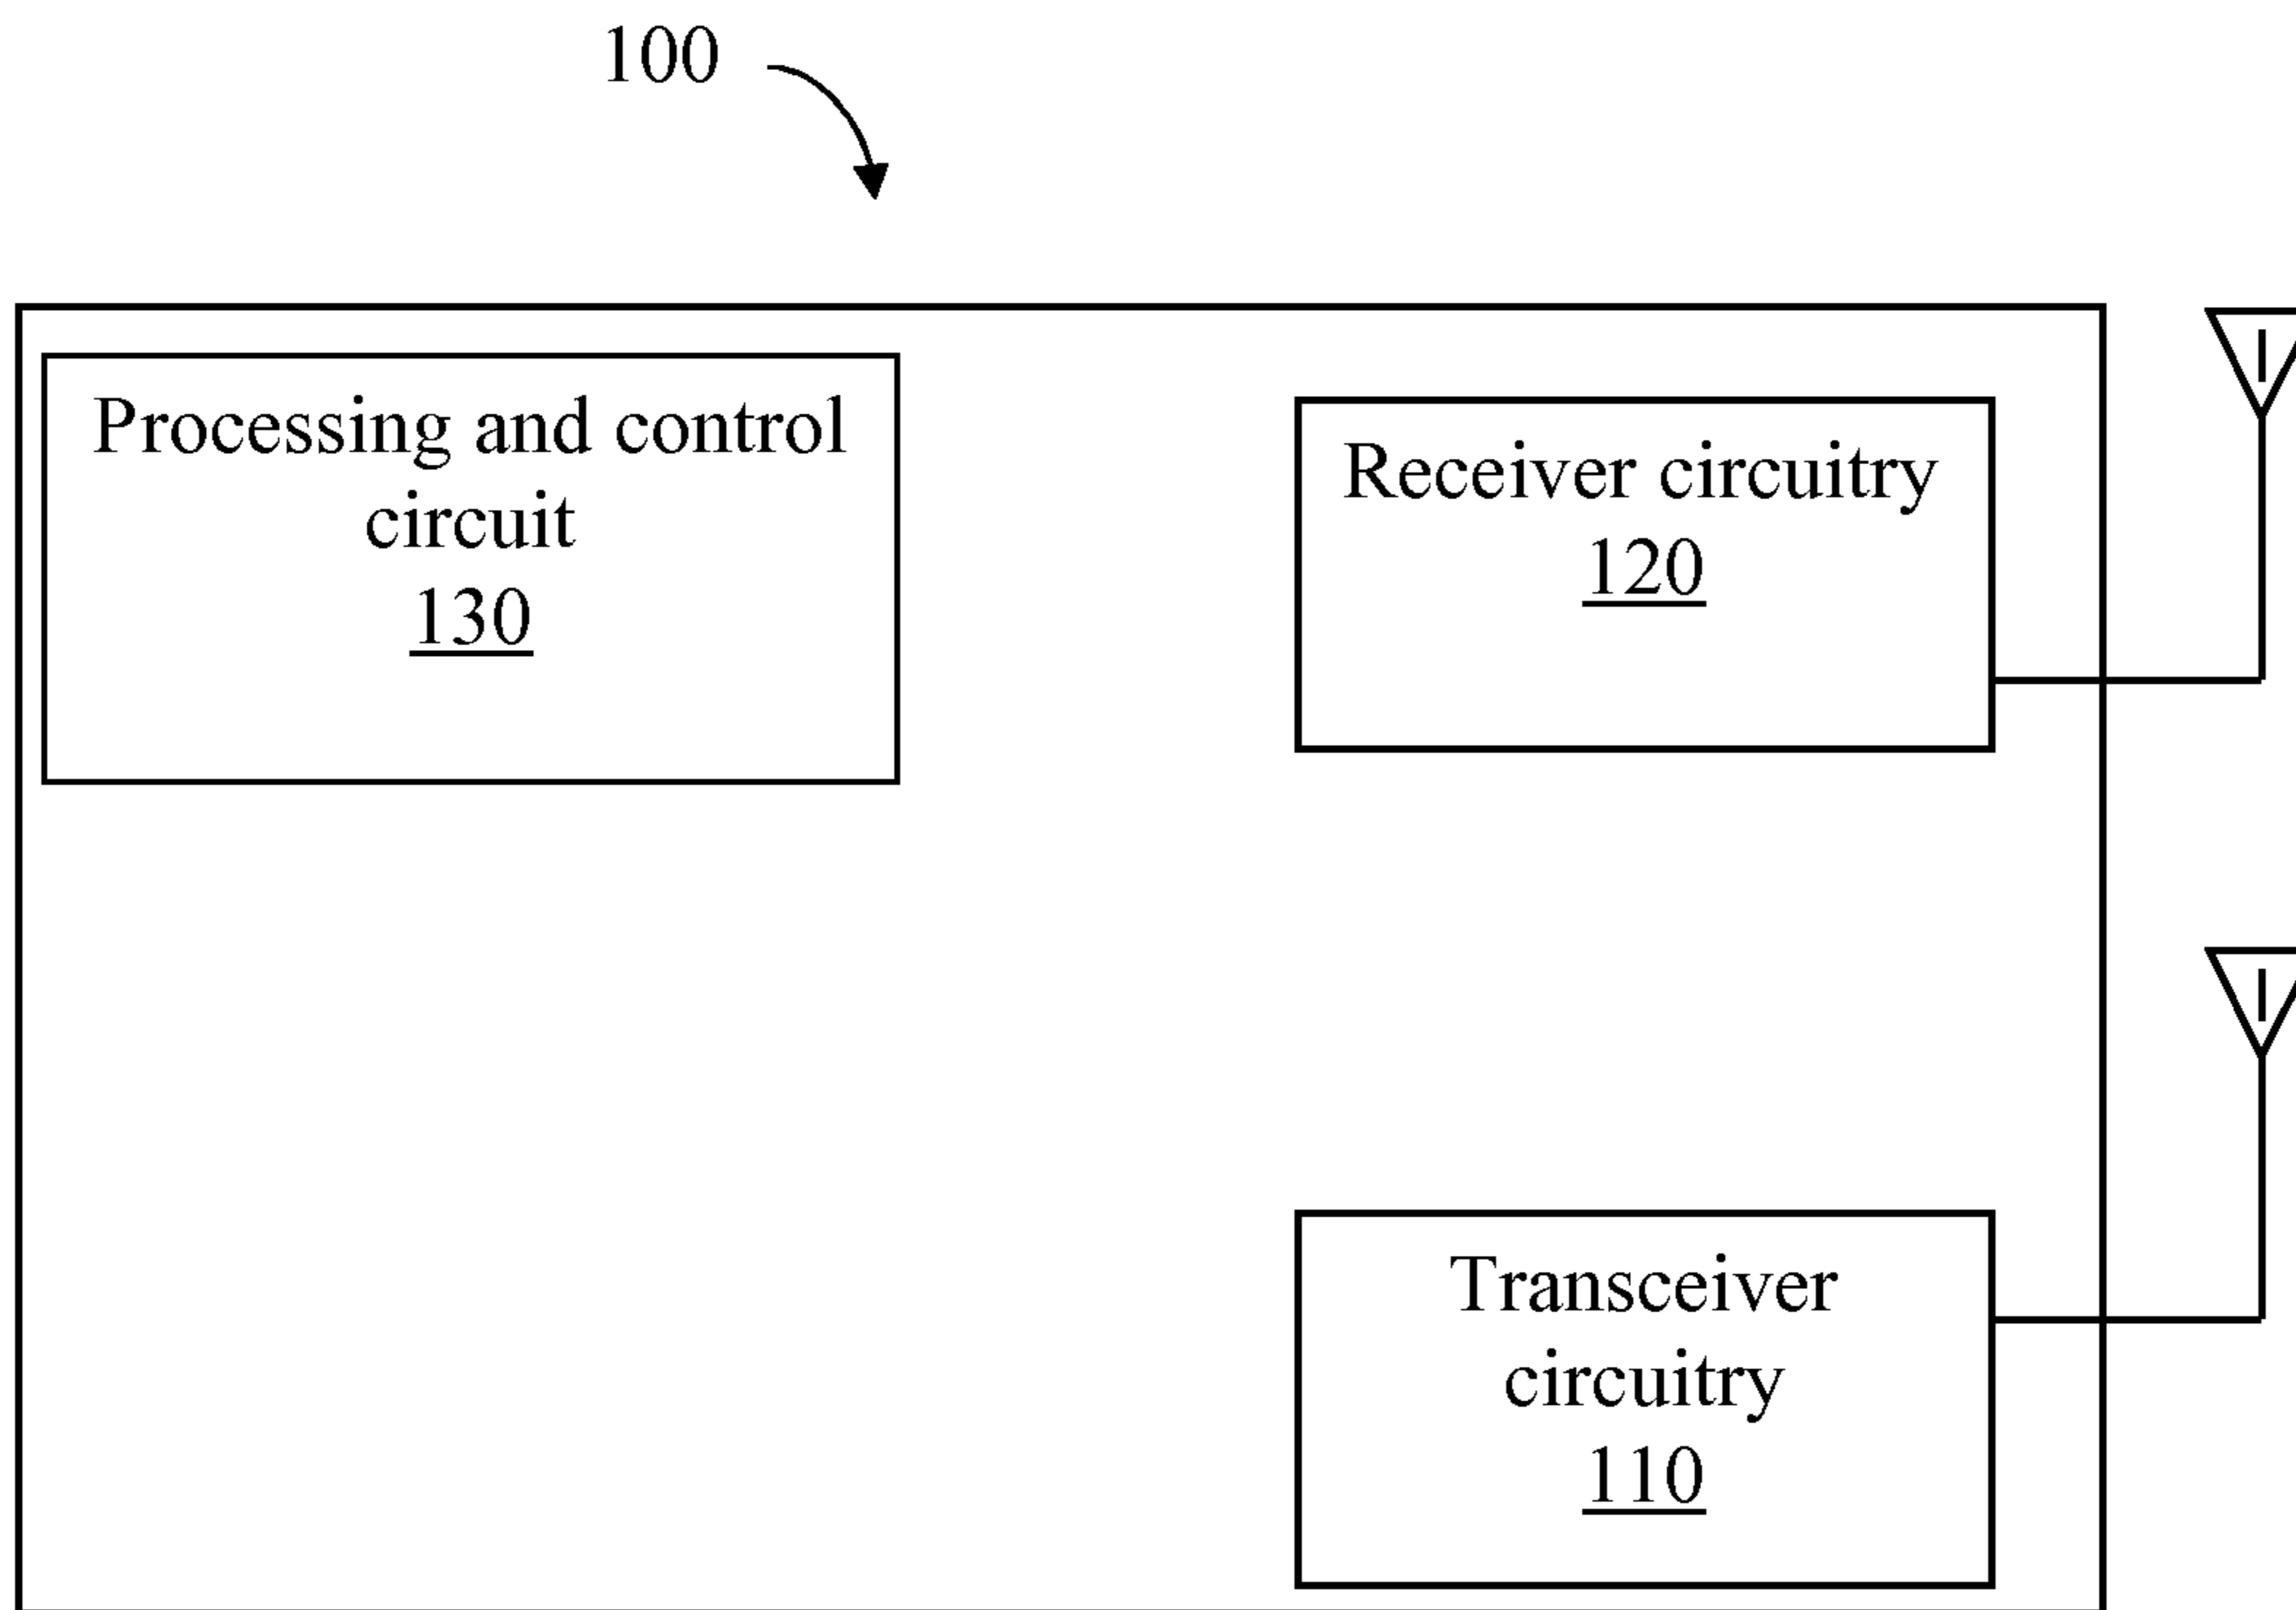 100
Processing and control
circuit
130
Receiver circuitry
120
Transceiver
circuitry
110